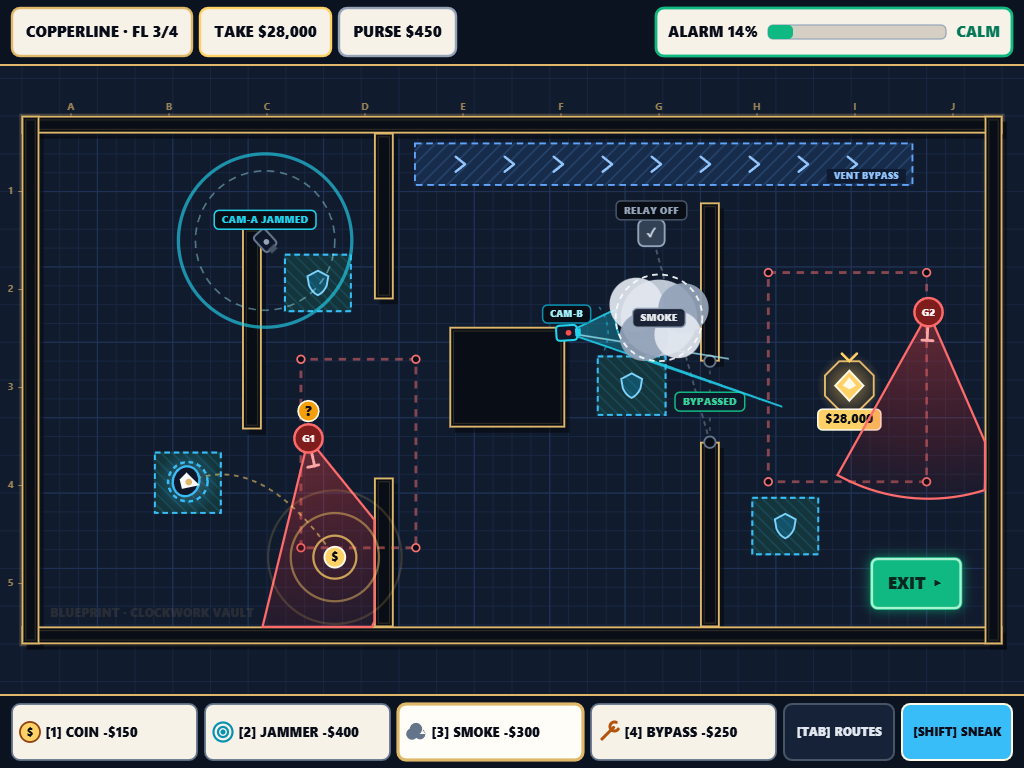 COPPERLINE · FL 3/4
TAKE $28,000
PURSE $450
ALARM 14%
CALM
A B C D E F G H I J
1
2
3
4
5
VENT BYPASS
CAM-A JAMMED
RELAY OFF
CAM-B
SMOKE
G2
BYPASSED
$28,000
?
G1
$
EXIT
BLUEPRINT · CLOCKWORK VAULT
$ [1] COIN -$150
[2] JAMMER -$400
[3] SMOKE -$300
[4] BYPASS -$250
[TAB] ROUTES
[SHIFT] SNEAK